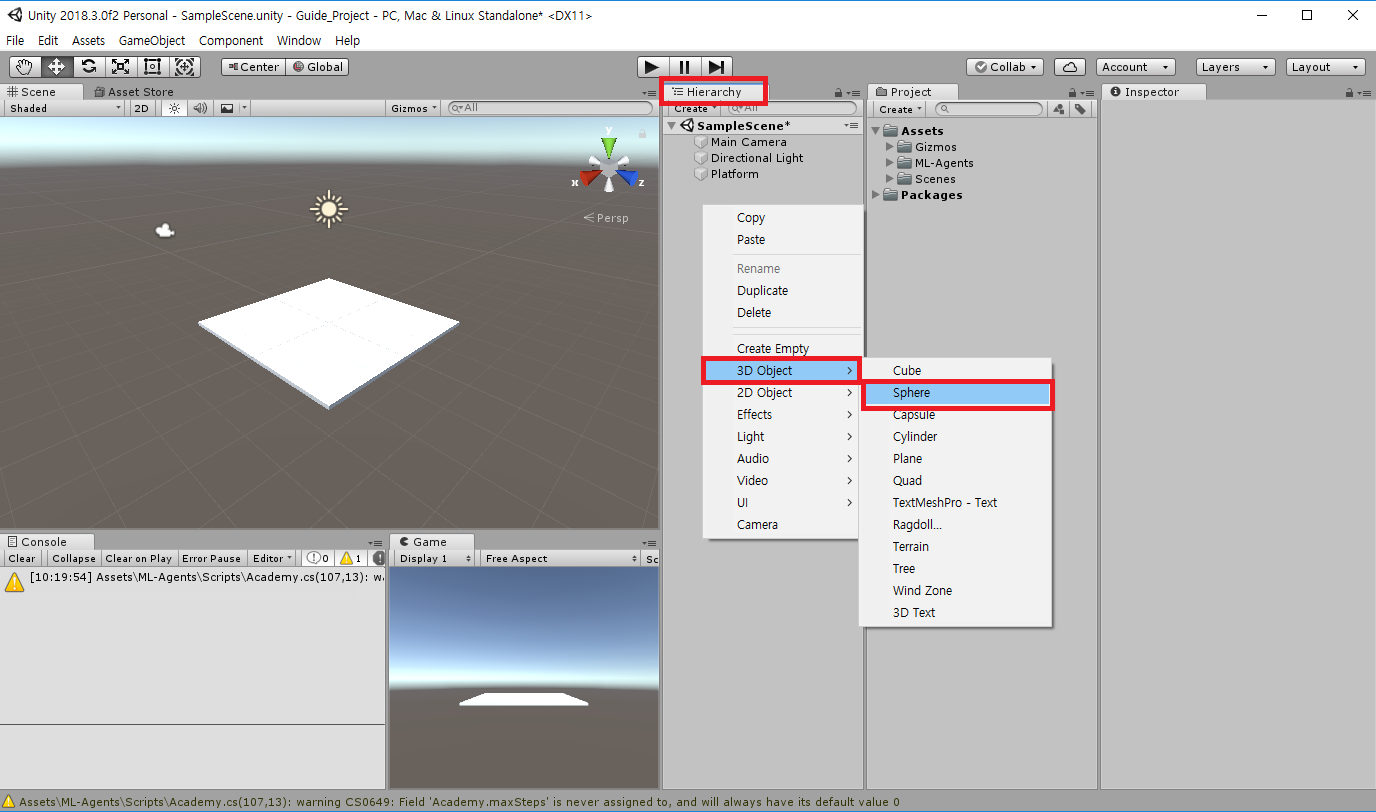 Unity 2018.3.0f2 Personal - SampleScene.unity - Guide_Project - PC, Mac & Linux Standalone* <DX11>
File Edit Assets GameObject Component Window Help
Center Global Collab Account Layers Layout
Scene Asset Store
Shaded 2D Gizmos All
y
x z
Persp
Hierarchy
Create All
SampleScene*
Main Camera
Directional Light
Platform
Project
Create
Assets
Gizmos
ML-Agents
Scenes
Packages
Inspector
Copy
Paste
Rename
Duplicate
Delete
Create Empty
3D Object
2D Object
Effects
Light
Audio
Video
UI
Camera
Cube
Sphere
Capsule
Cylinder
Plane
Quad
TextMeshPro - Text
Ragdoll...
Terrain
Tree
Wind Zone
3D Text
Console
Clear Collapse Clear on Play Error Pause Editor 0 1
[10:19:54] Assets\ML-Agents\Scripts\Academy.cs(107,13): wa
Game
Display 1 Free Aspect Sc
Assets\ML-Agents\Scripts\Academy.cs(107,13): warning CS0649: Field 'Academy.maxSteps' is never assigned to, and will always have its default value 0